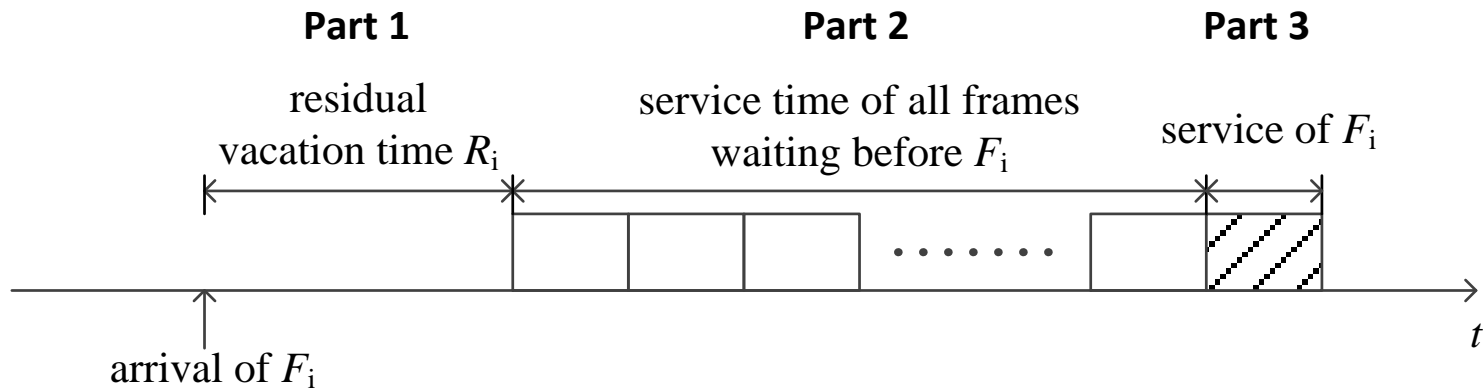 Part 1
Part 2
Part 3
residual
vacation time Ri
service time of all frames
waiting before Fi
service of Fi
arrival of Fi
t